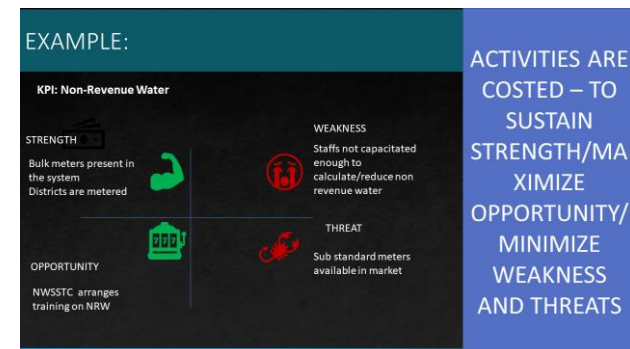 EXAMPLE:
KPI: Non-Revenue Water
STRENGTH
Bulk meters present in
the system
Districts are metered
WEAKNESS
Staffs not capacitated
enough to
calculate/reduce non
revenue water
777
OPPORTUNITY
NWSSTC arranges
training on NRW
THREAT
Sub standard meters
available in market
ACTIVITIES ARE
COSTED – TO
SUSTAIN
STRENGTH/MA
XIMIZE
OPPORTUNITY/
MINIMIZE
WEAKNESS
AND THREATS